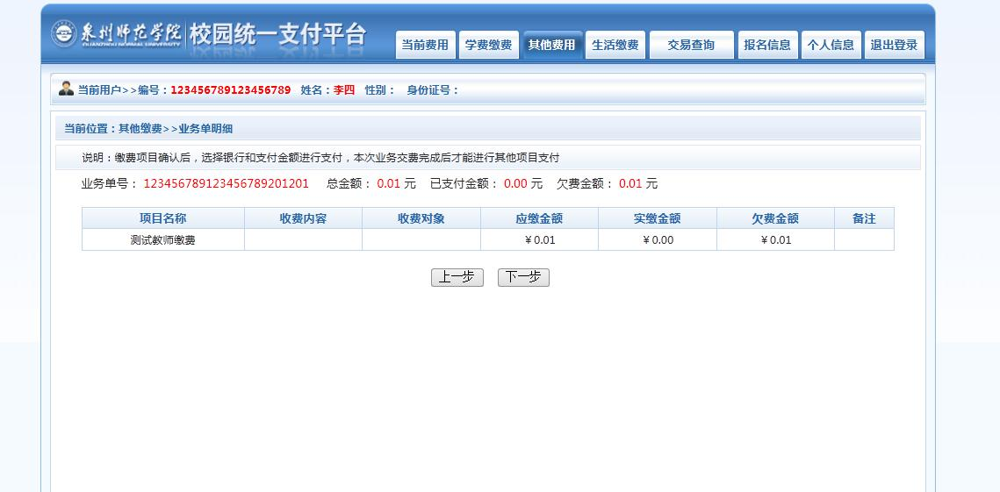 泉州师范学院 校园统一支付平台
QUANZHOU NORMAL UNIVERSITY
当前费用 学费缴费 其他费用 生活缴费 交易查询 报名信息 个人信息 退出登录
当前用户>>编号：123456789123456789 姓名：李四 性别： 身份证号：
当前位置：其他缴费>>业务单明细
说明：缴费项目确认后，选择银行和支付金额进行支付，本次业务交费完成后才能进行其他项目支付
业务单号： 123456789123456789201201 总金额： 0.01 元 已支付金额： 0.00 元 欠费金额： 0.01 元
项目名称 收费内容 收费对象 应缴金额 实缴金额 欠费金额 备注
测试教师缴费 ￥0.01 ￥0.00 ￥0.01
上一步 下一步